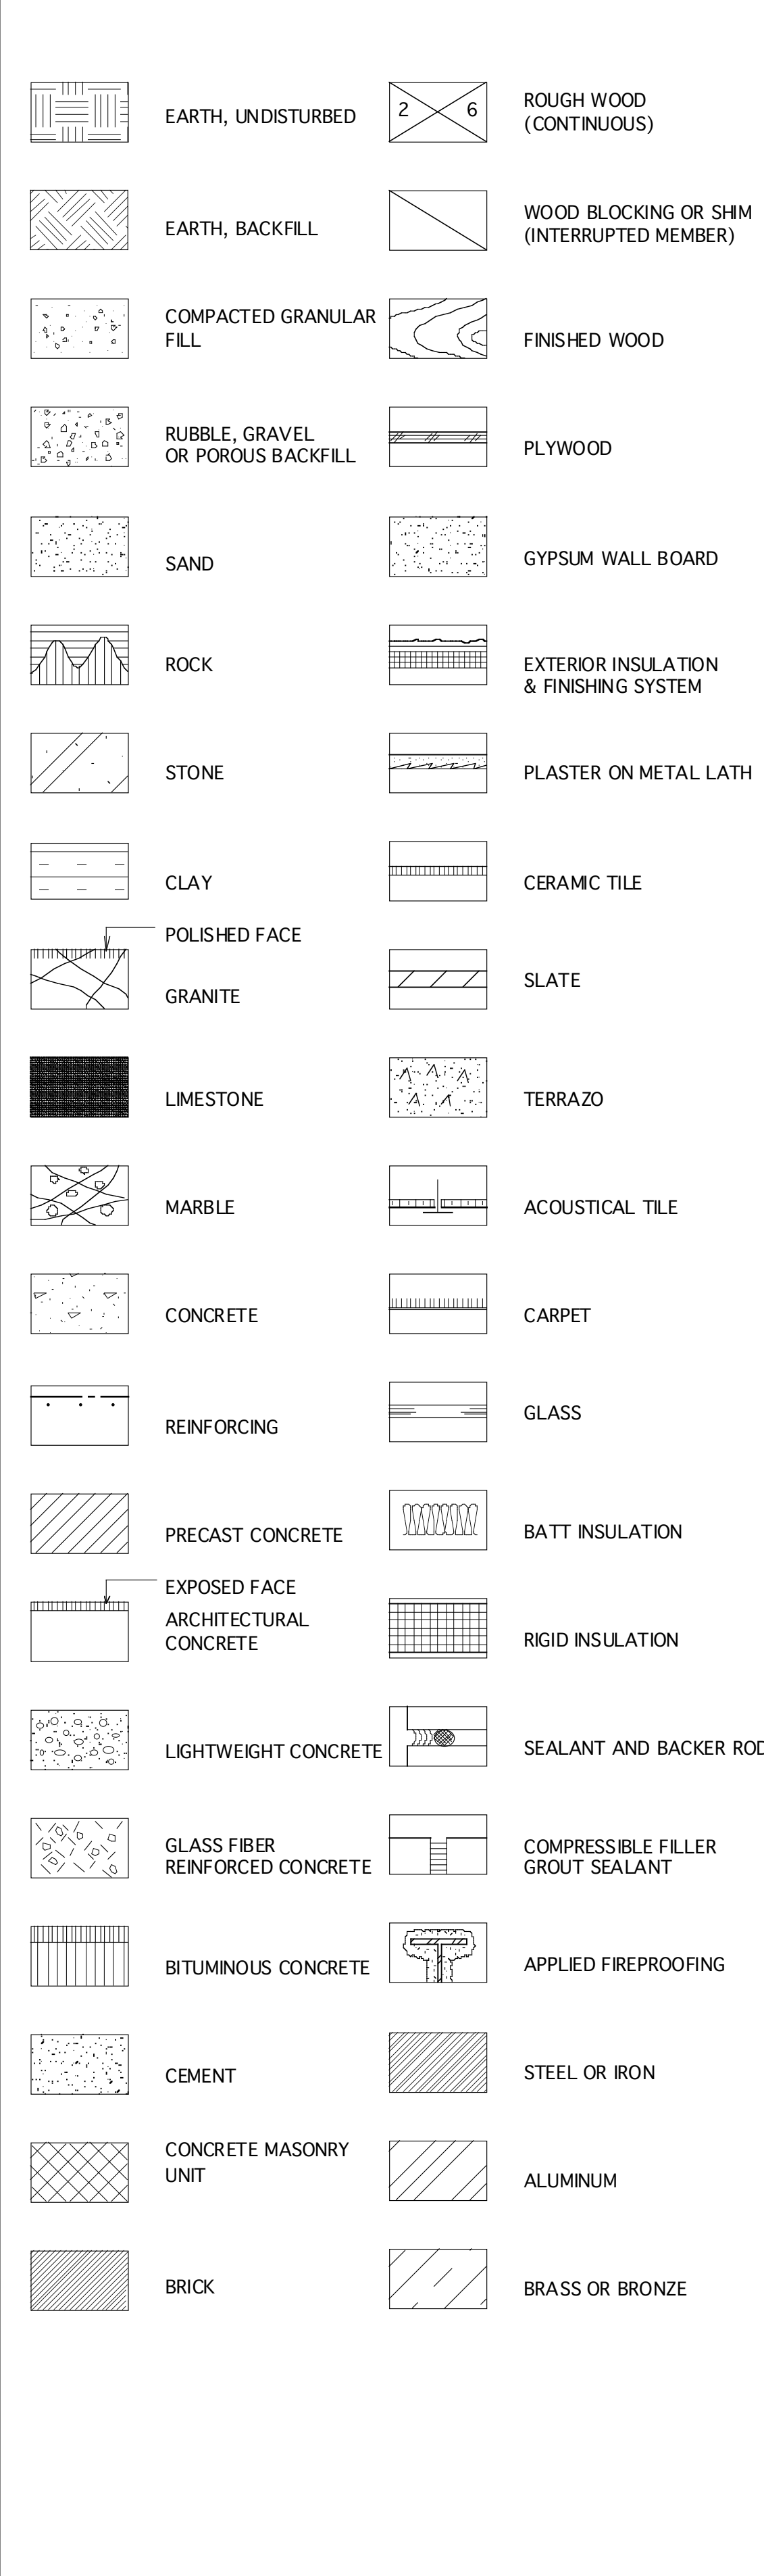 EARTH, UNDISTURBED
EARTH, BACKFILL
COMPACTED GRANULAR
FILL
RUBBLE, GRAVEL
OR POROUS BACKFILL
SAND
ROCK
STONE
CLAY
POLISHED FACE
GRANITE
LIMESTONE
MARBLE
CONCRETE
REINFORCING
PRECAST CONCRETE
EXPOSED FACE
ARCHITECTURAL
CONCRETE
LIGHTWEIGHT CONCRETE
GLASS FIBER
REINFORCED CONCRETE
BITUMINOUS CONCRETE
CEMENT
CONCRETE MASONRY
UNIT
BRICK
2 6
ROUGH WOOD
(CONTINUOUS)
WOOD BLOCKING OR SHIM
(INTERRUPTED MEMBER)
FINISHED WOOD
PLYWOOD
GYPSUM WALL BOARD
EXTERIOR INSULATION
& FINISHING SYSTEM
PLASTER ON METAL LATH
CERAMIC TILE
SLATE
TERRAZO
ACOUSTICAL TILE
CARPET
GLASS
BATT INSULATION
RIGID INSULATION
SEALANT AND BACKER ROD
COMPRESSIBLE FILLER
GROUT SEALANT
APPLIED FIREPROOFING
STEEL OR IRON
ALUMINUM
BRASS OR BRONZE